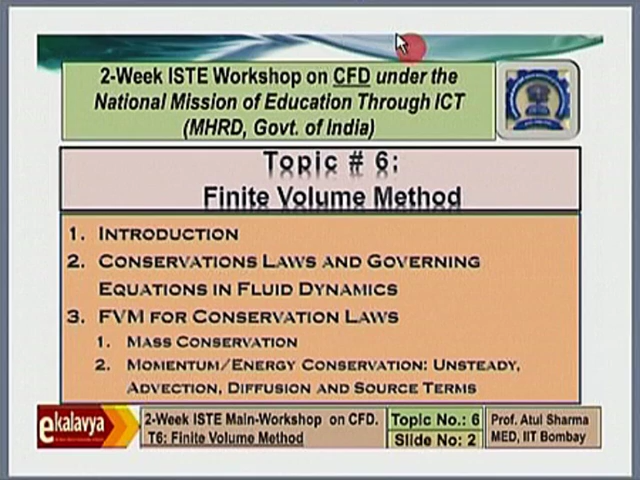 2-Week ISTE Workshop on CFD under the
National Mission of Education Through ICT
(MHRD, Govt. of India)
Topic # 6:
Finite Volume Method
1. INTRODUCTION
2. CONSERVATIONS LAWS AND GOVERNING
EQUATIONS IN FLUID DYNAMICS
3. FVM FOR CONSERVATION LAWS
1. MASS CONSERVATION
2. MOMENTUM/ENERGY CONSERVATION: UNSTEADY,
ADVECTION, DIFFUSION AND SOURCE TERMS
ekalavya
2-Week ISTE Main-Workshop on CFD.
T6: Finite Volume Method
Topic No.: 6
Slide No: 2
Prof. Atul Sharma
MED, IIT Bombay